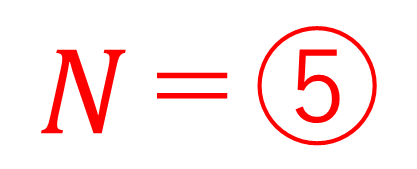 N = ⑤